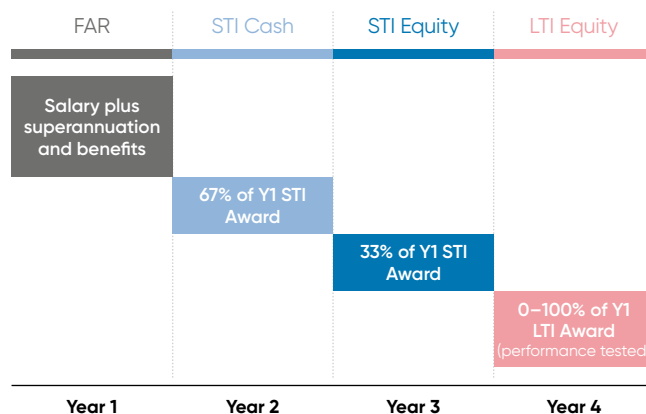 FAR STI Cash STI Equity LTI Equity
Salary plus
superannuation
and benefits
67% of Y1 STI
Award
33% of Y1 STI
Award
0–100% of Y1
LTI Award
(performance tested)
Year 1 Year 2 Year 3 Year 4